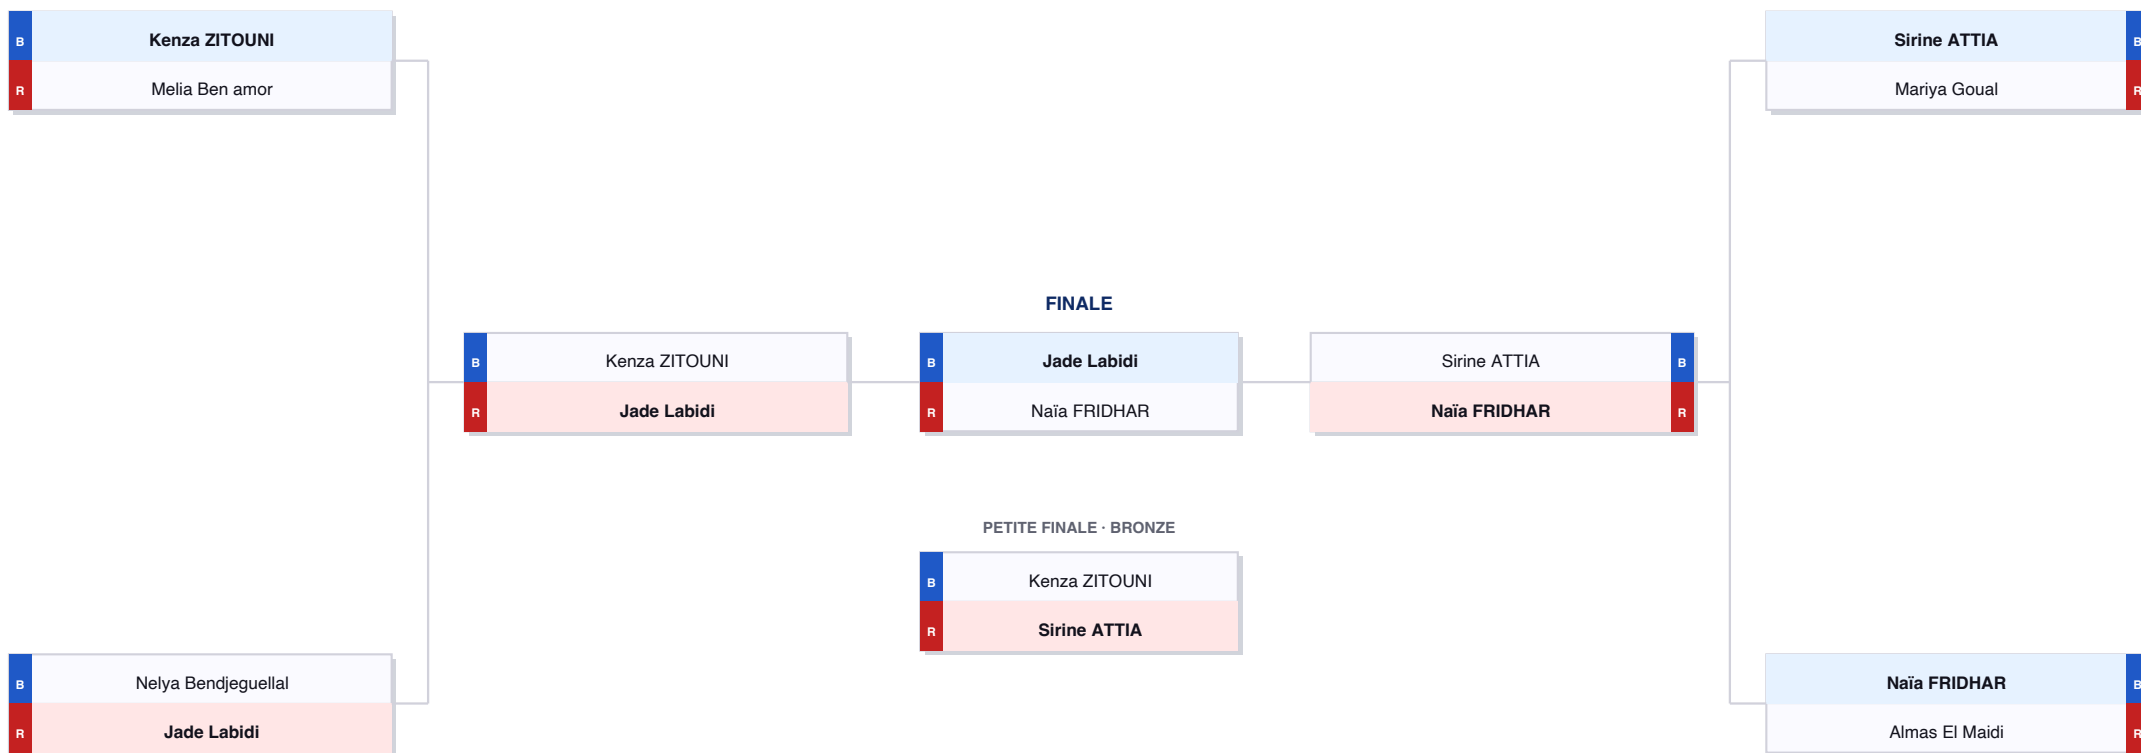 B Kenza ZITOUNI
R Melia Ben amor
Sirine ATTIA B
Mariya Goual R
FINALE
B Kenza ZITOUNI
R Jade Labidi
B Jade Labidi
R Naïa FRIDHAR
Sirine ATTIA B
Naïa FRIDHAR R
PETITE FINALE · BRONZE
B Kenza ZITOUNI
R Sirine ATTIA
B Nelya Bendjeguellal
R Jade Labidi
Naïa FRIDHAR B
Almas El Maidi R